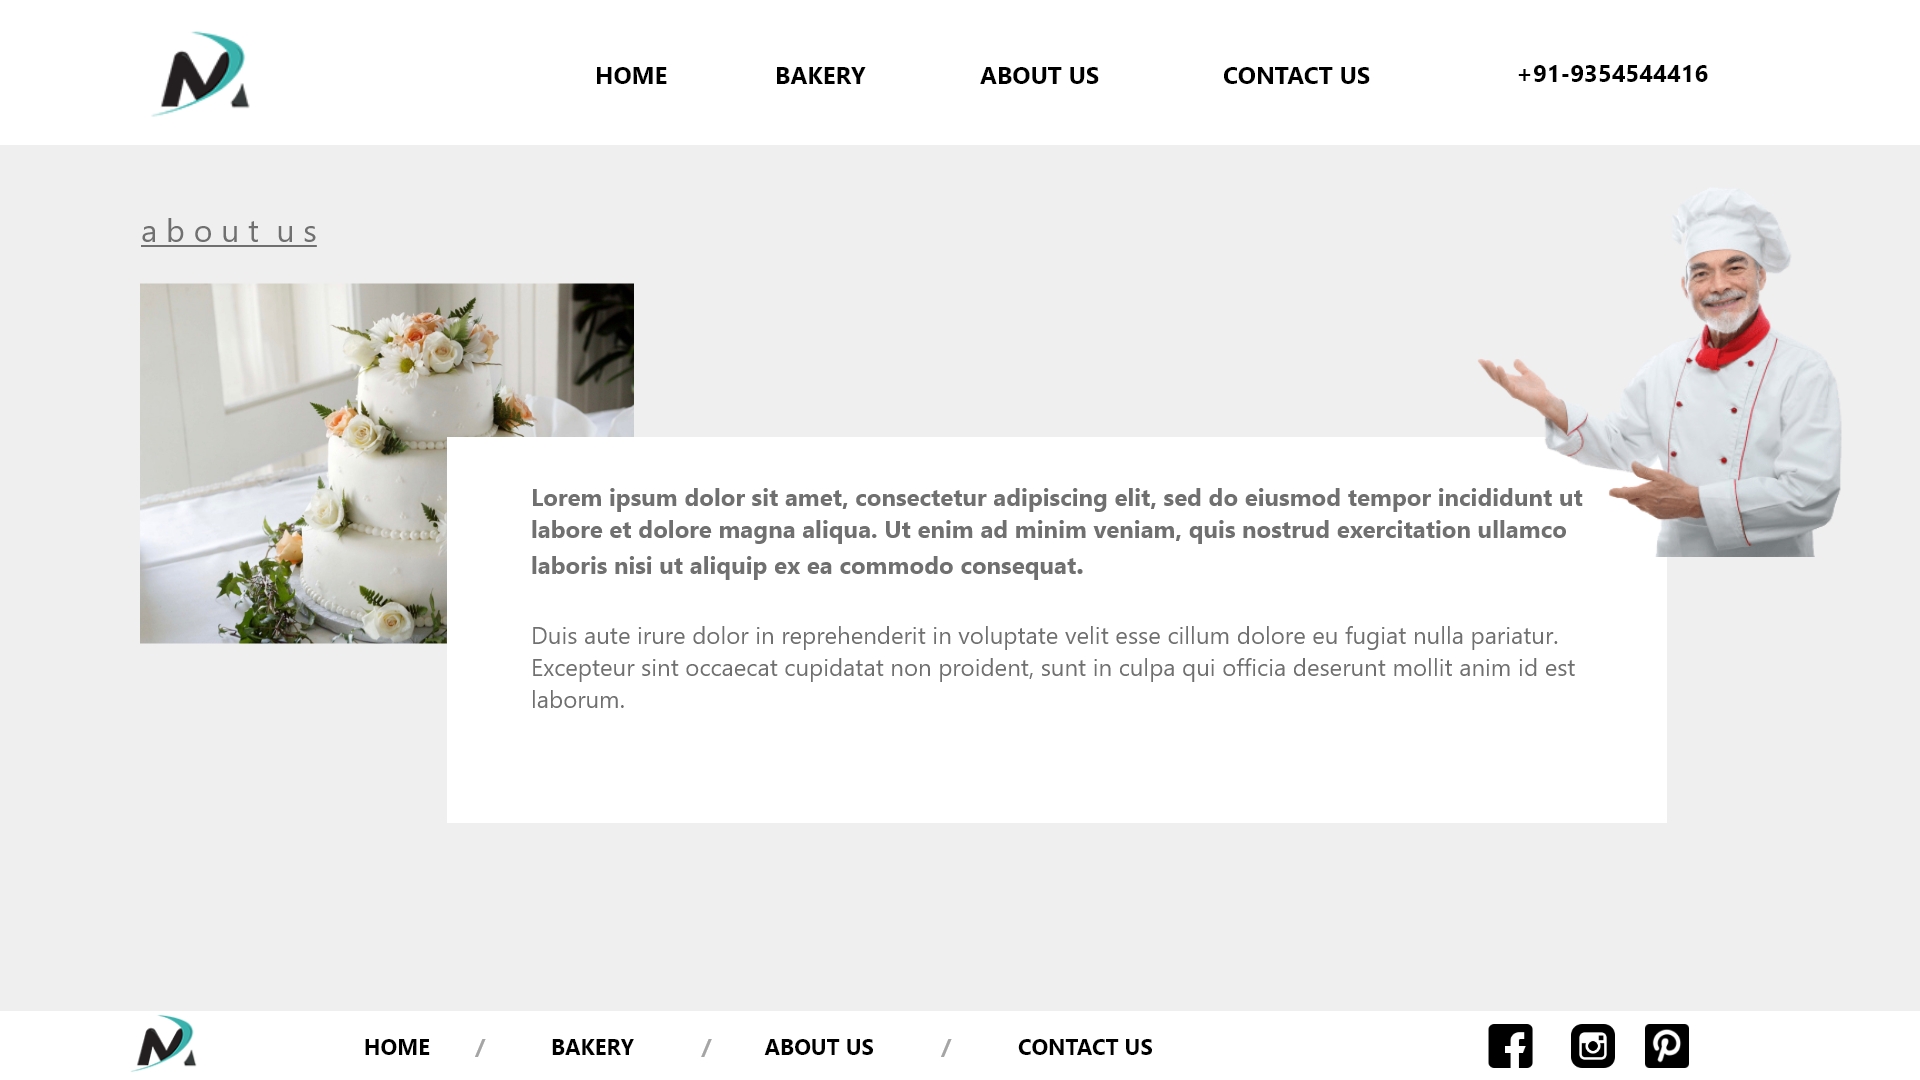 HOME BAKERY ABOUT US CONTACT US +91-9354544416
about us
Lorem ipsum dolor sit amet, consectetur adipiscing elit, sed do eiusmod tempor incididunt ut
labore et dolore magna aliqua. Ut enim ad minim veniam, quis nostrud exercitation ullamco
laboris nisi ut aliquip ex ea commodo consequat.
Duis aute irure dolor in reprehenderit in voluptate velit esse cillum dolore eu fugiat nulla pariatur.
Excepteur sint occaecat cupidatat non proident, sunt in culpa qui officia deserunt mollit anim id est
laborum.
HOME / BAKERY / ABOUT US / CONTACT US